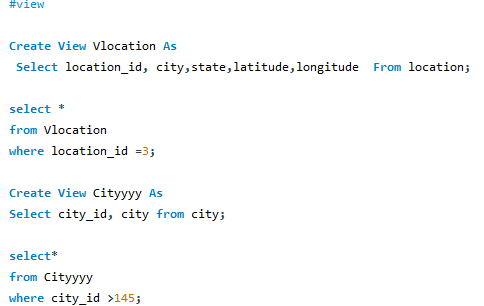 #view
Create View Vlocation As
Select location_id, city,state,latitude,longitude  From location;
select *
from Vlocation
where location_id =3;
Create View Cityyyy As
Select city_id, city from city;
select*
from Cityyyy
where city_id >145;